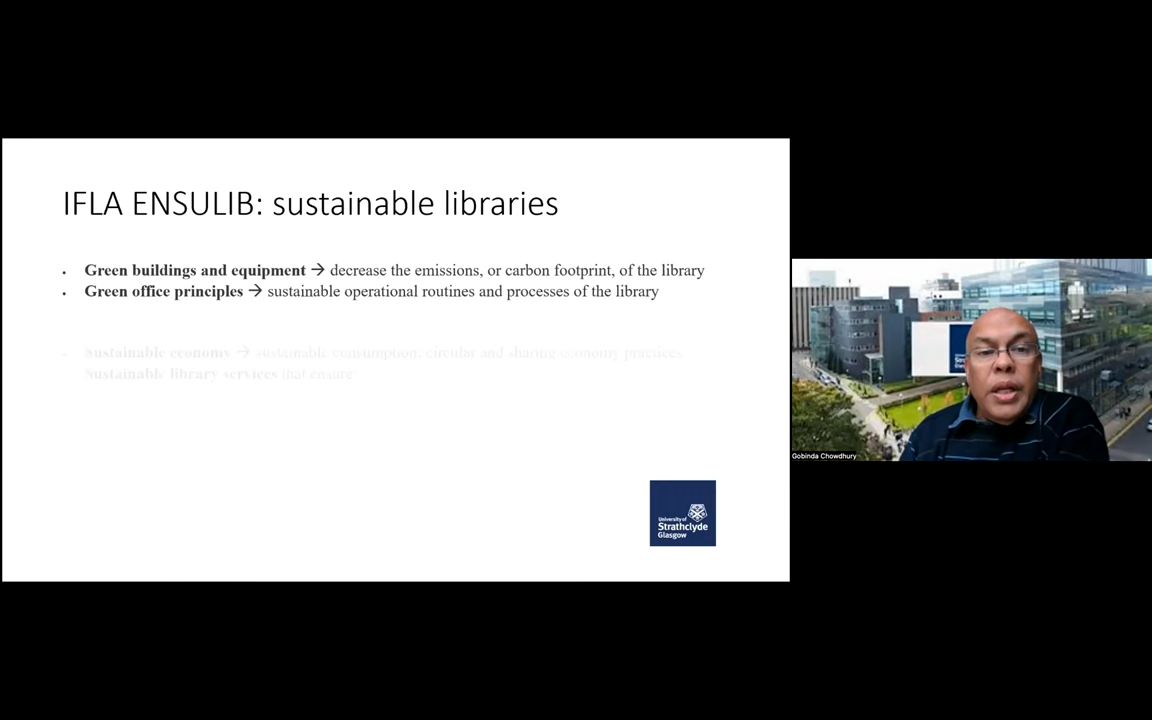 IFLA ENSULIB: sustainable libraries
• Green buildings and equipment → decrease the emissions, or carbon footprint, of the library
• Green office principles → sustainable operational routines and processes of the library
• Sustainable economy → sustainable consumption, circular and sharing economy practices
Sustainable library services that ensure
University of
Strathclyde
Glasgow
Gobinda Chowdhury